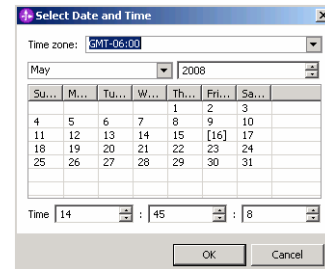 Select Date and Time
Time zone: GMT-06:00
May 2008
Su... M... Tu... W... Th... Fri... Sa...
1 2 3
4 5 6 7 8 9 10
11 12 13 14 15 [16] 17
18 19 20 21 22 23 24
25 26 27 28 29 30 31
Time 14 : 45 : 8
OK Cancel